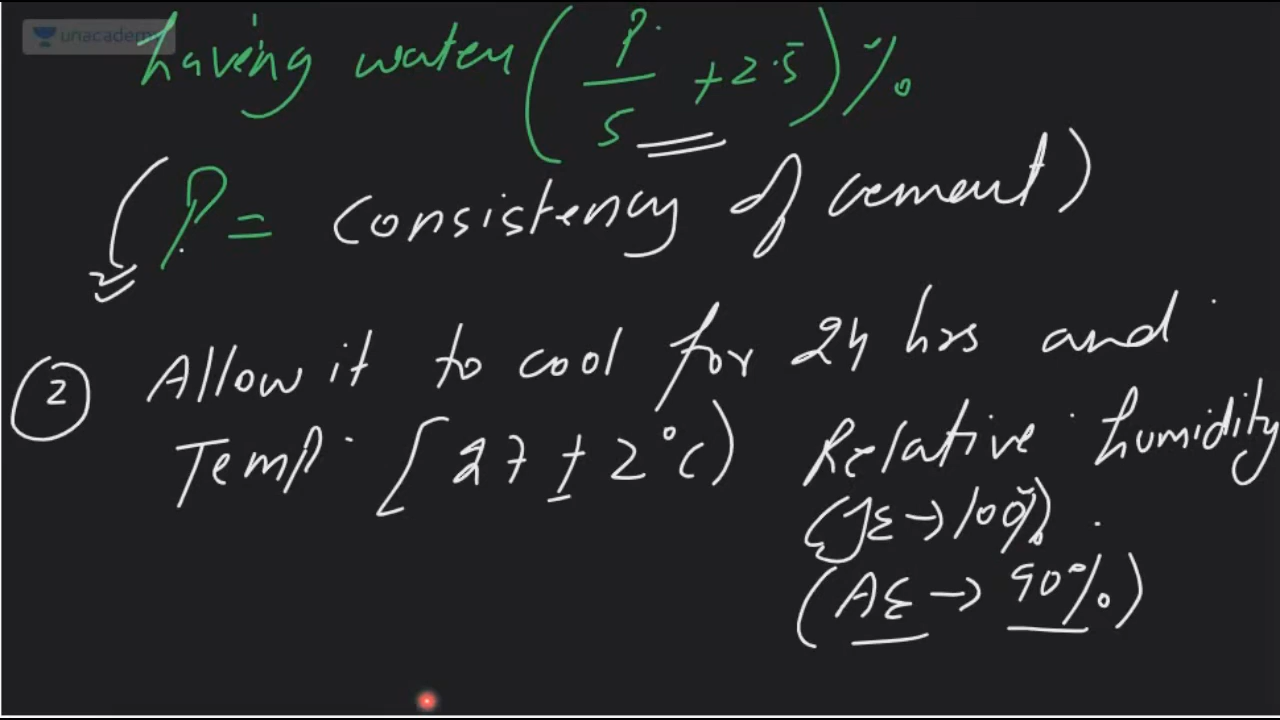 unacademy
having water (P/5 + 2.5)%
(P = consistency of cement)
② Allow it to cool for 24 hrs and
Temp. [27 ± 2°C) Relative humidity
(JE → 100%)
(AE → 90%)